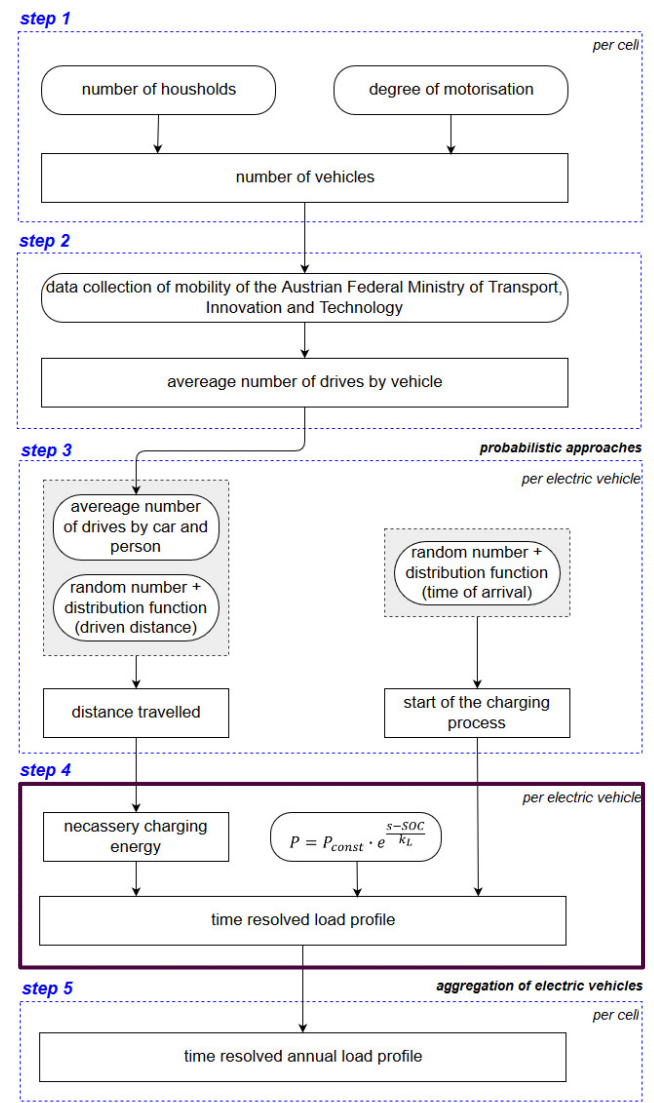 step 1
per cell
number of housholds
degree of motorisation
number of vehicles
step 2
data collection of mobility of the Austrian Federal Ministry of Transport,
Innovation and Technology
avereage number of drives by vehicle
step 3
probabilistic approaches
per electric vehicle
avereage number
of drives by car and
person
random number +
distribution function
(driven distance)
random number +
distribution function
(time of arrival)
distance travelled
start of the charging
process
step 4
per electric vehicle
necassery charging
energy
P = P_const · e^((s−SOC)/k_L)
time resolved load profile
step 5
aggregation of electric vehicles
per cell
time resolved annual load profile